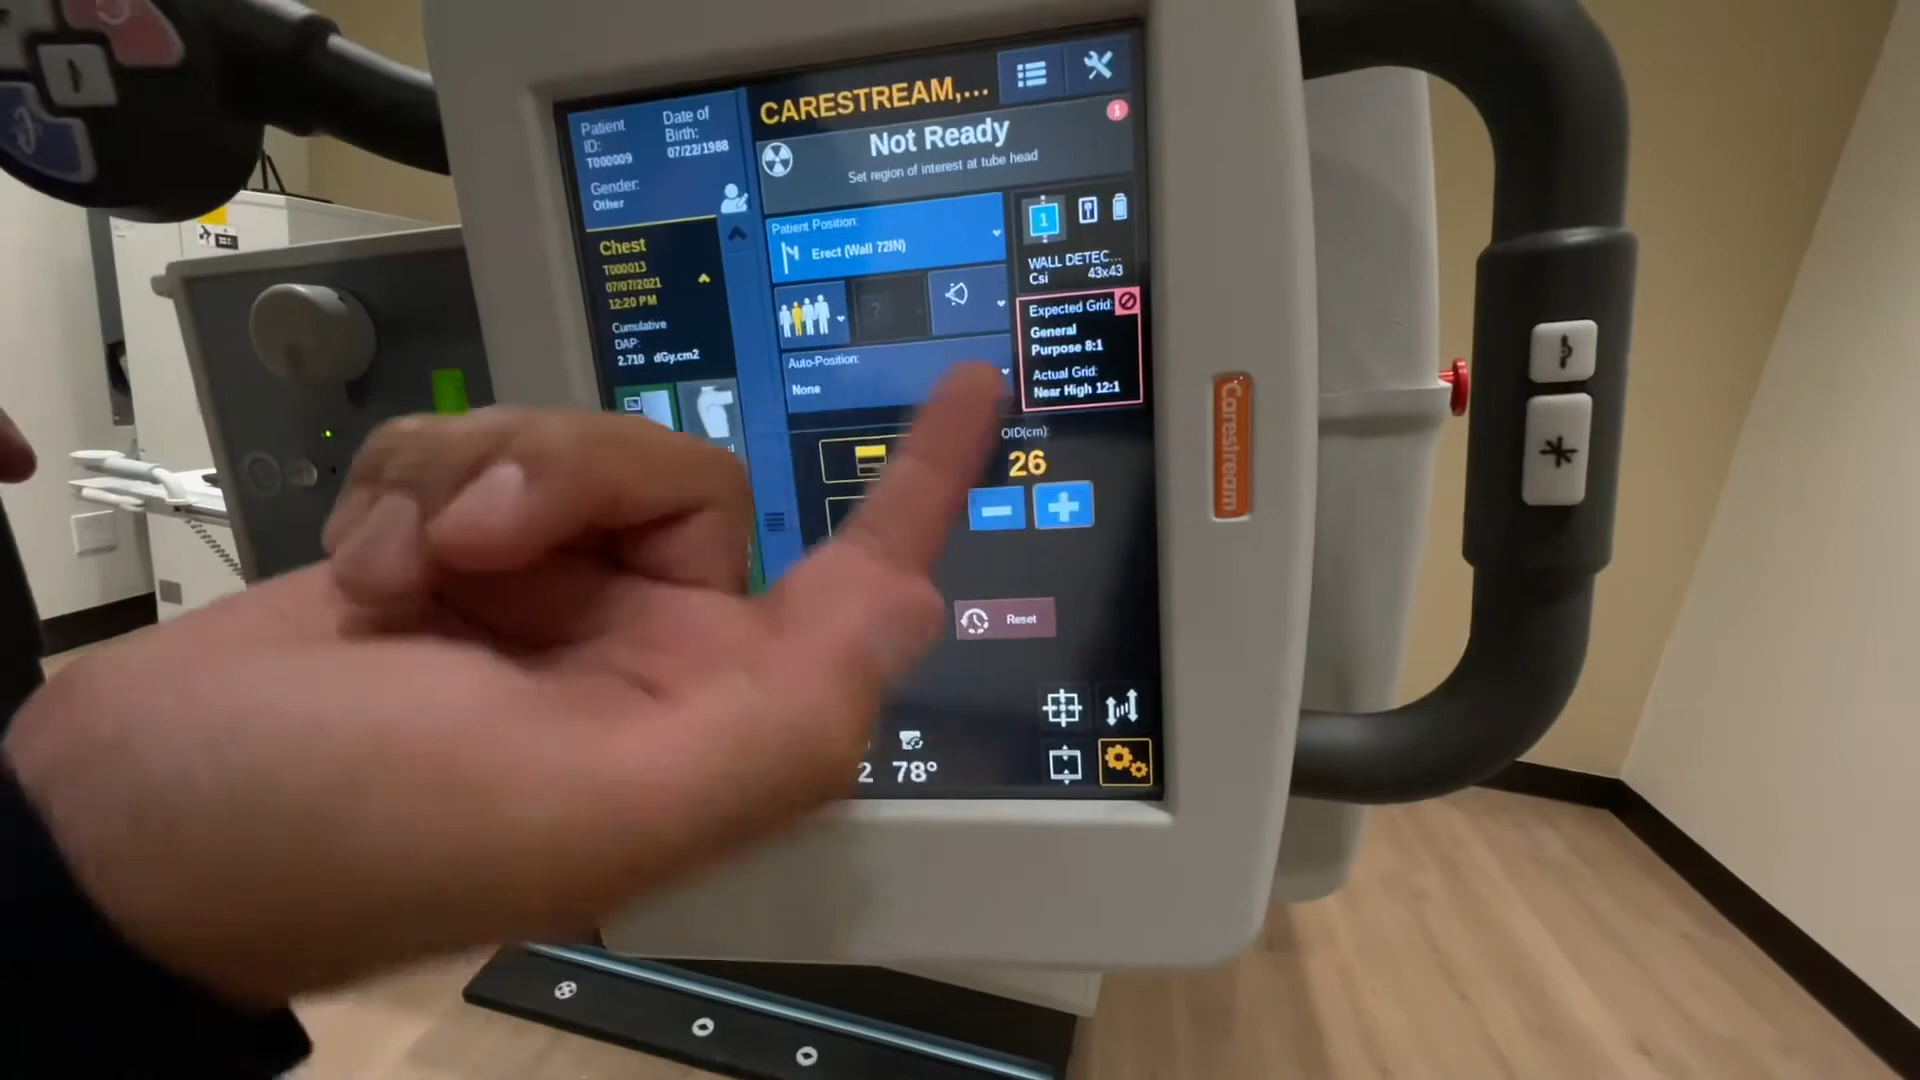 Patient
ID:
T000009
Date of
Birth:
07/22/1988
Gender:
Other
Chest
T000013
07/07/2021
12:20 PM
Cumulative
DAP:
2.710 dGy.cm2
CARESTREAM,...
Not Ready
Set region of interest at tube head
1
Patient Position:
Erect (Wall 72IN)
?
Auto-Position:
None
1
WALL DETEC...
Csi 43x43
Expected Grid:
General
Purpose 8:1
Actual Grid:
Near High 12:1
OID(cm):
26
Reset
2 78°
Carestream